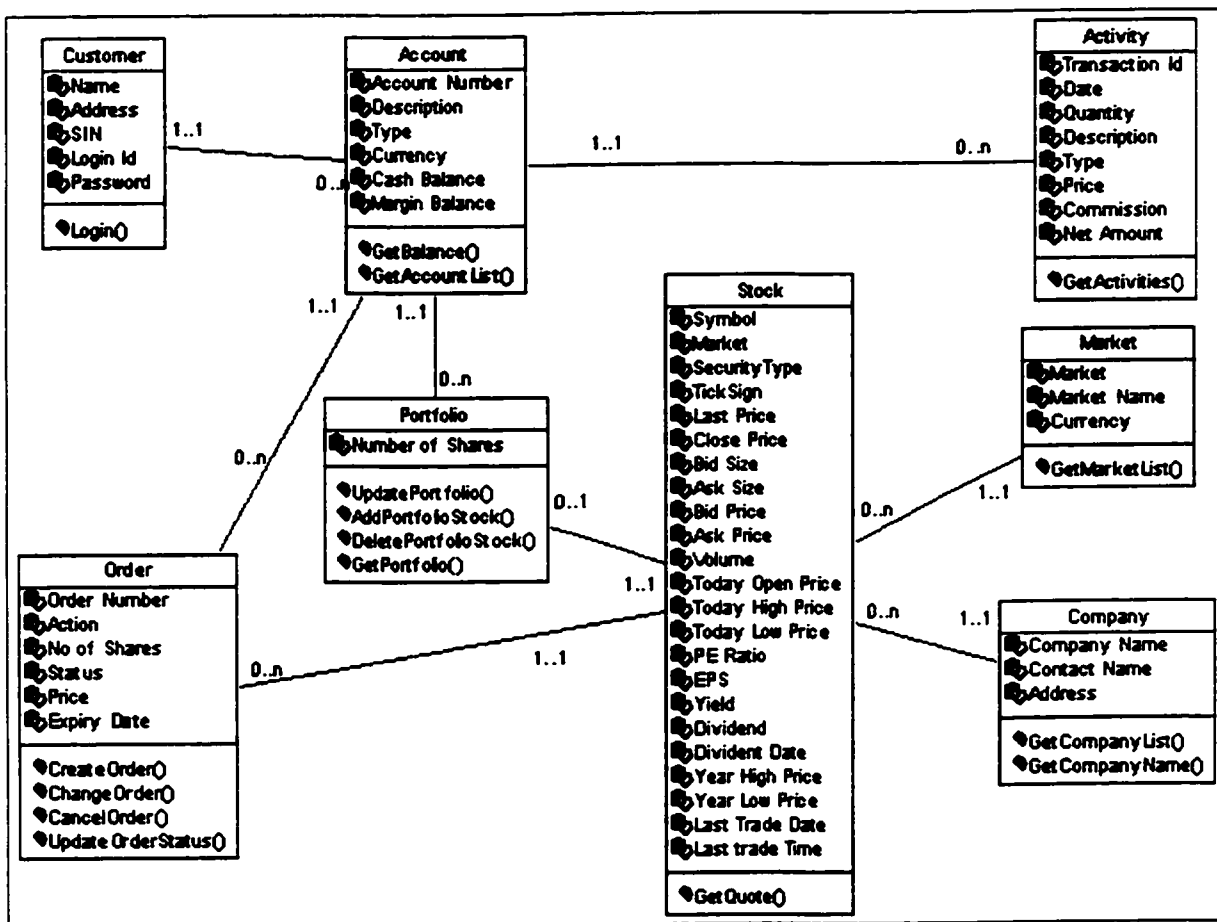 Customer
Name
Address
SIN
Login Id
Password
Login()
1..1
0..n
Account
Account Number
Description
Type
Currency
Cash Balance
Margin Balance
GetBalance()
GetAccountList()
1..1
0..n
Activity
Transaction Id
Date
Quantity
Description
Type
Price
Commission
Net Amount
GetActivities()
1..1
1..1
0..n
0..n
Portfolio
Number of Shares
UpdatePortfolio()
AddPortfolioStock()
DeletePortfolioStock()
GetPortfolio()
0..1
1..1
Stock
Symbol
Market
SecurityType
TickSign
Last Price
Close Price
Bid Size
Ask Size
Bid Price
Ask Price
Volume
Today Open Price
Today High Price
Today Low Price
PE Ratio
EPS
Yield
Dividend
Divident Date
Year High Price
Year Low Price
Last Trade Date
Last trade Time
GetQuote()
Market
Market
Market Name
Currency
GetMarketList()
0..n
1..1
0..n
1..1
Company
Company Name
Contact Name
Address
GetCompanyList()
GetCompanyName()
Order
Order Number
Action
No of Shares
Status
Price
Expiry Date
CreateOrder()
ChangeOrder()
CancelOrder()
UpdateOrderStatus()
0..n
1..1